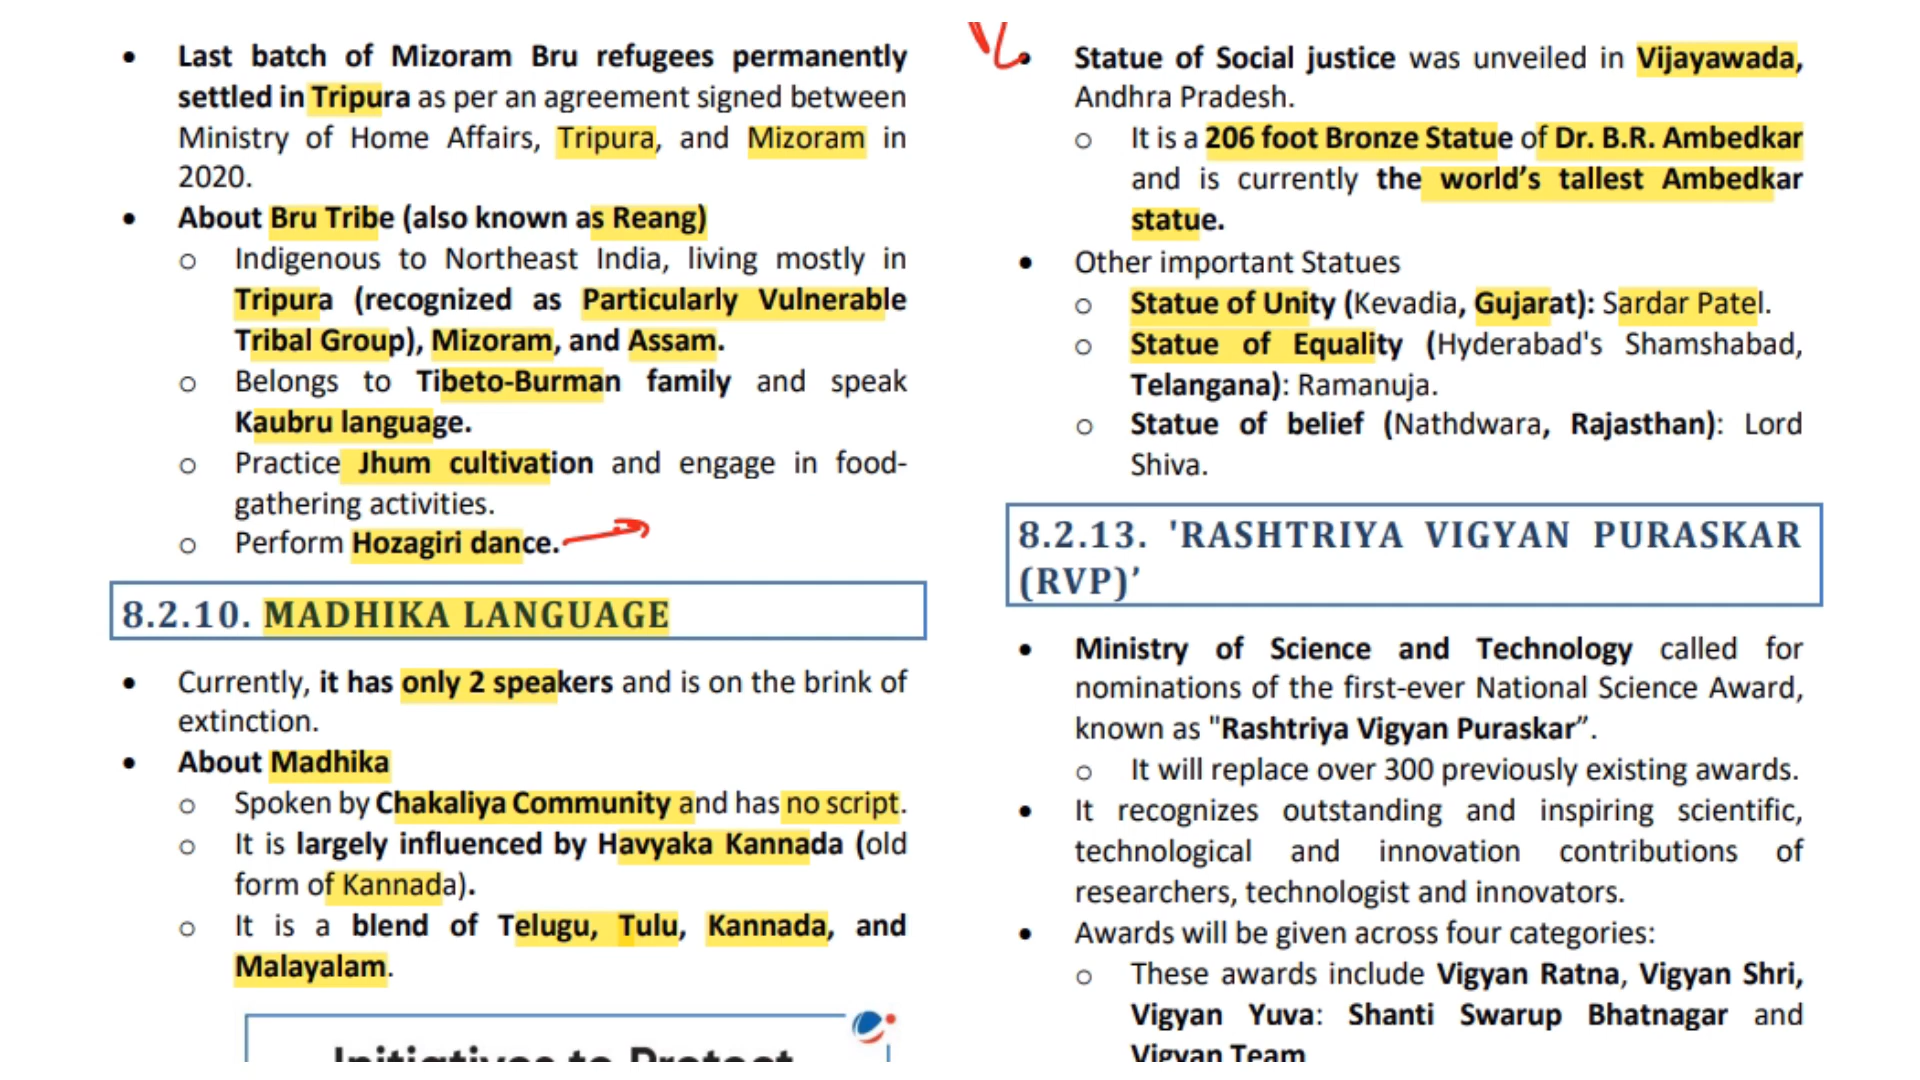 • Last batch of Mizoram Bru refugees permanently
settled in Tripura as per an agreement signed between
Ministry of Home Affairs, Tripura, and Mizoram in
2020.
• About Bru Tribe (also known as Reang)
o Indigenous to Northeast India, living mostly in
Tripura (recognized as Particularly Vulnerable
Tribal Group), Mizoram, and Assam.
o Belongs to Tibeto-Burman family and speak
Kaubru language.
o Practice Jhum cultivation and engage in food-
gathering activities.
o Perform Hozagiri dance.
8.2.10. MADHIKA LANGUAGE
• Currently, it has only 2 speakers and is on the brink of
extinction.
• About Madhika
o Spoken by Chakaliya Community and has no script.
o It is largely influenced by Havyaka Kannada (old
form of Kannada).
o It is a blend of Telugu, Tulu, Kannada, and
Malayalam.
Initiatives to Protect
• Statue of Social justice was unveiled in Vijayawada,
Andhra Pradesh.
o It is a 206 foot Bronze Statue of Dr. B.R. Ambedkar
and is currently the world’s tallest Ambedkar
statue.
• Other important Statues
o Statue of Unity (Kevadia, Gujarat): Sardar Patel.
o Statue of Equality (Hyderabad's Shamshabad,
Telangana): Ramanuja.
o Statue of belief (Nathdwara, Rajasthan): Lord
Shiva.
8.2.13. 'RASHTRIYA VIGYAN PURASKAR
(RVP)’
• Ministry of Science and Technology called for
nominations of the first-ever National Science Award,
known as "Rashtriya Vigyan Puraskar”.
o It will replace over 300 previously existing awards.
• It recognizes outstanding and inspiring scientific,
technological and innovation contributions of
researchers, technologist and innovators.
• Awards will be given across four categories:
o These awards include Vigyan Ratna, Vigyan Shri,
Vigyan Yuva: Shanti Swarup Bhatnagar and
Vigyan Team